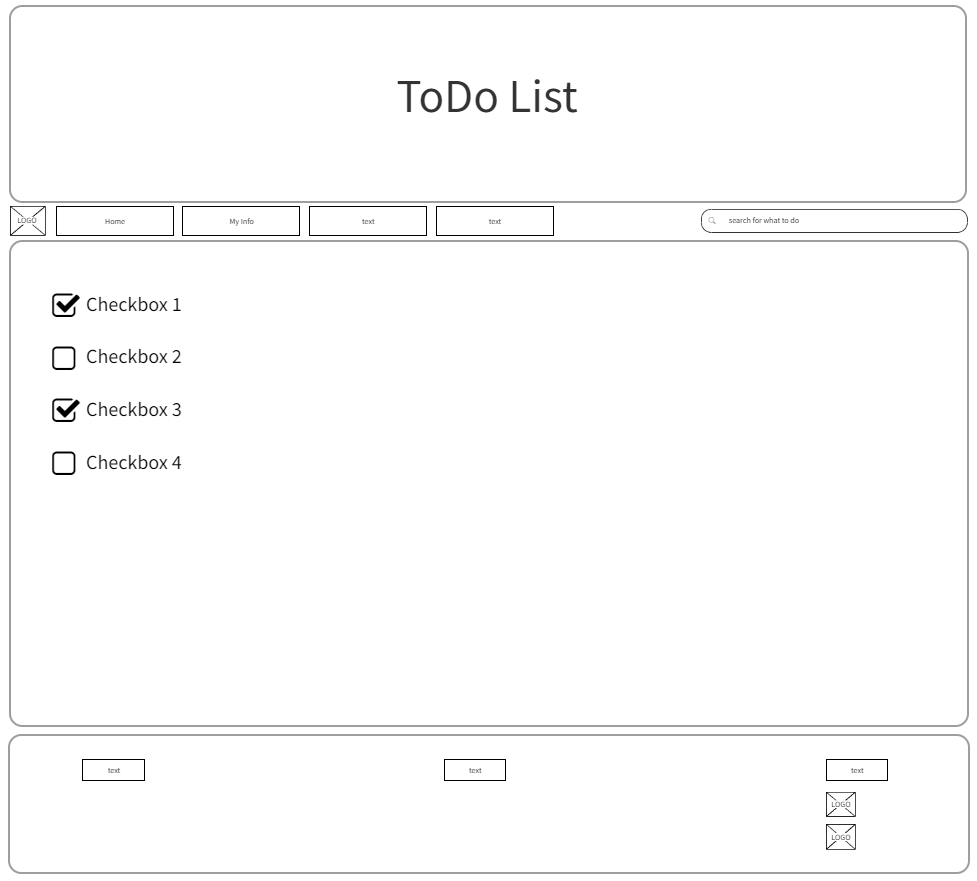 ToDo List
LOGO
Home
My Info
text
text
search for what to do
Checkbox 1
Checkbox 2
Checkbox 3
Checkbox 4
text
text
text
LOGO
LOGO